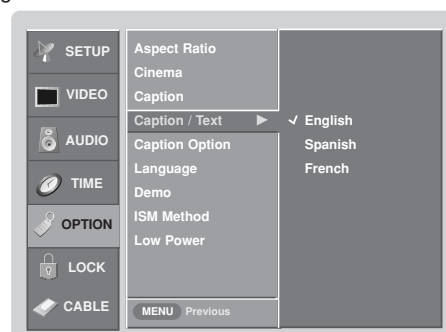 SETUP
VIDEO
AUDIO
TIME
OPTION
LOCK
CABLE
Aspect Ratio
Cinema
Caption
Caption / Text
Caption Option
Language
Demo
ISM Method
Low Power
MENU Previous
English
Spanish
French